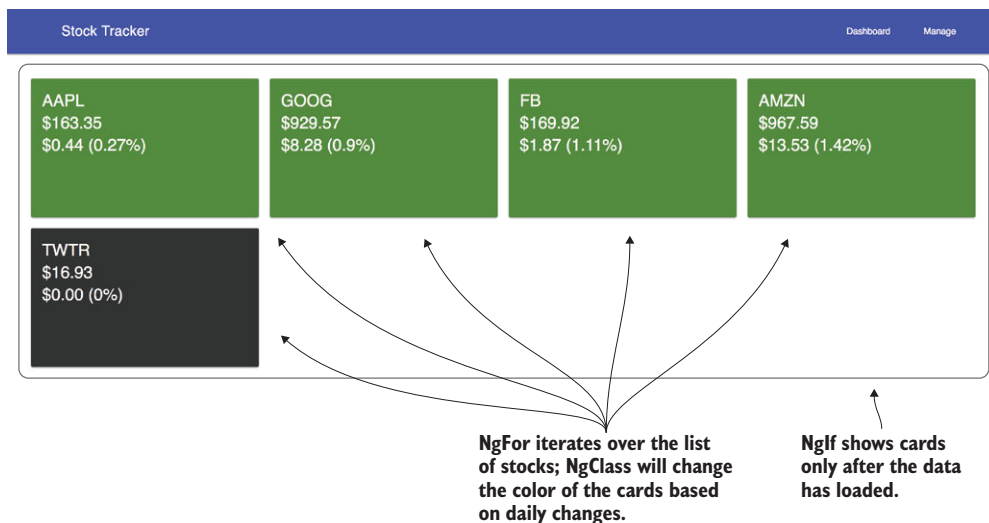 Stock Tracker
Dashboard
Manage
AAPL
$163.35
$0.44 (0.27%)
GOOG
$929.57
$8.28 (0.9%)
FB
$169.92
$1.87 (1.11%)
AMZN
$967.59
$13.53 (1.42%)
TWTR
$16.93
$0.00 (0%)
NgFor iterates over the list
of stocks; NgClass will change
the color of the cards based
on daily changes.
NgIf shows cards
only after the data
has loaded.